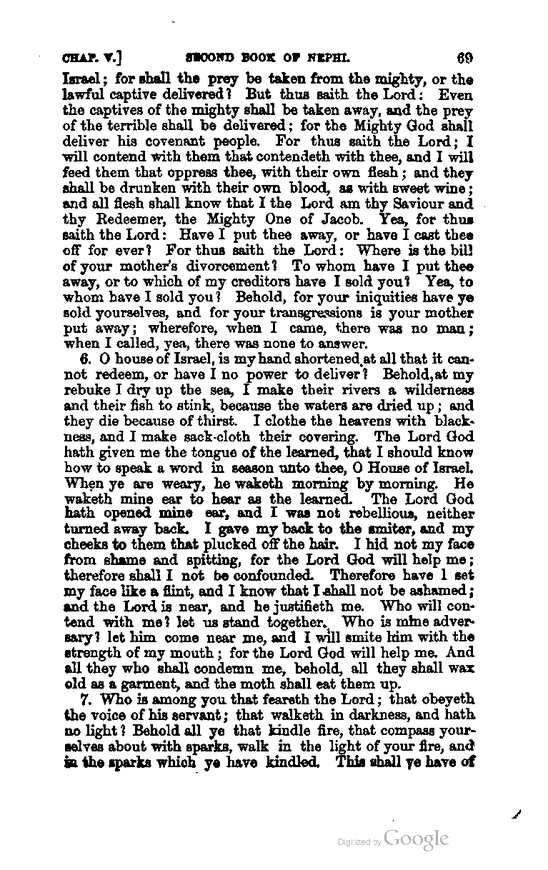 CHAP. V.] SECOND BOOK OF NEPHI. 69
Israel; for shall the prey be taken from the mighty, or the
lawful captive delivered? But thus saith the Lord: Even
the captives of the mighty shall be taken away, and the prey
of the terrible shall be delivered; for the Mighty God shall
deliver his covenant people. For thus saith the Lord; I
will contend with them that contendeth with thee, and I will
feed them that oppress thee, with their own flesh; and they
shall be drunken with their own blood, as with sweet wine;
and all flesh shall know that I the Lord am thy Saviour and
thy Redeemer, the Mighty One of Jacob. Yea, for thus
saith the Lord: Have I put thee away, or have I cast thee
off for ever? For thus saith the Lord: Where is the bill
of your mother's divorcement? To whom have I put thee
away, or to which of my creditors have I sold you? Yea, to
whom have I sold you? Behold, for your iniquities have ye
sold yourselves, and for your transgressions is your mother
put away; wherefore, when I came, there was no man;
when I called, yea, there was none to answer.
6. O house of Israel, is my hand shortened at all that it can-
not redeem, or have I no power to deliver? Behold, at my
rebuke I dry up the sea, I make their rivers a wilderness
and their fish to stink, because the waters are dried up; and
they die because of thirst. I clothe the heavens with black-
ness, and I make sack-cloth their covering. The Lord God
hath given me the tongue of the learned, that I should know
how to speak a word in season unto thee, O House of Israel.
When ye are weary, he waketh morning by morning. He
waketh mine ear to hear as the learned. The Lord God
hath opened mine ear, and I was not rebellious, neither
turned away back. I gave my back to the smiter, and my
cheeks to them that plucked off the hair. I hid not my face
from shame and spitting, for the Lord God will help me;
therefore shall I not be confounded. Therefore have I set
my face like a flint, and I know that I shall not be ashamed;
and the Lord is near, and he justifieth me. Who will con-
tend with me? let us stand together. Who is mine adver-
sary? let him come near me, and I will smite him with the
strength of my mouth; for the Lord God will help me. And
all they who shall condemn me, behold, all they shall wax
old as a garment, and the moth shall eat them up.
7. Who is among you that feareth the Lord; that obeyeth
the voice of his servant; that walketh in darkness, and hath
no light? Behold all ye that kindle fire, that compass your-
selves about with sparks, walk in the light of your fire, and
in the sparks which ye have kindled. This shall ye have of
Digitized by Google